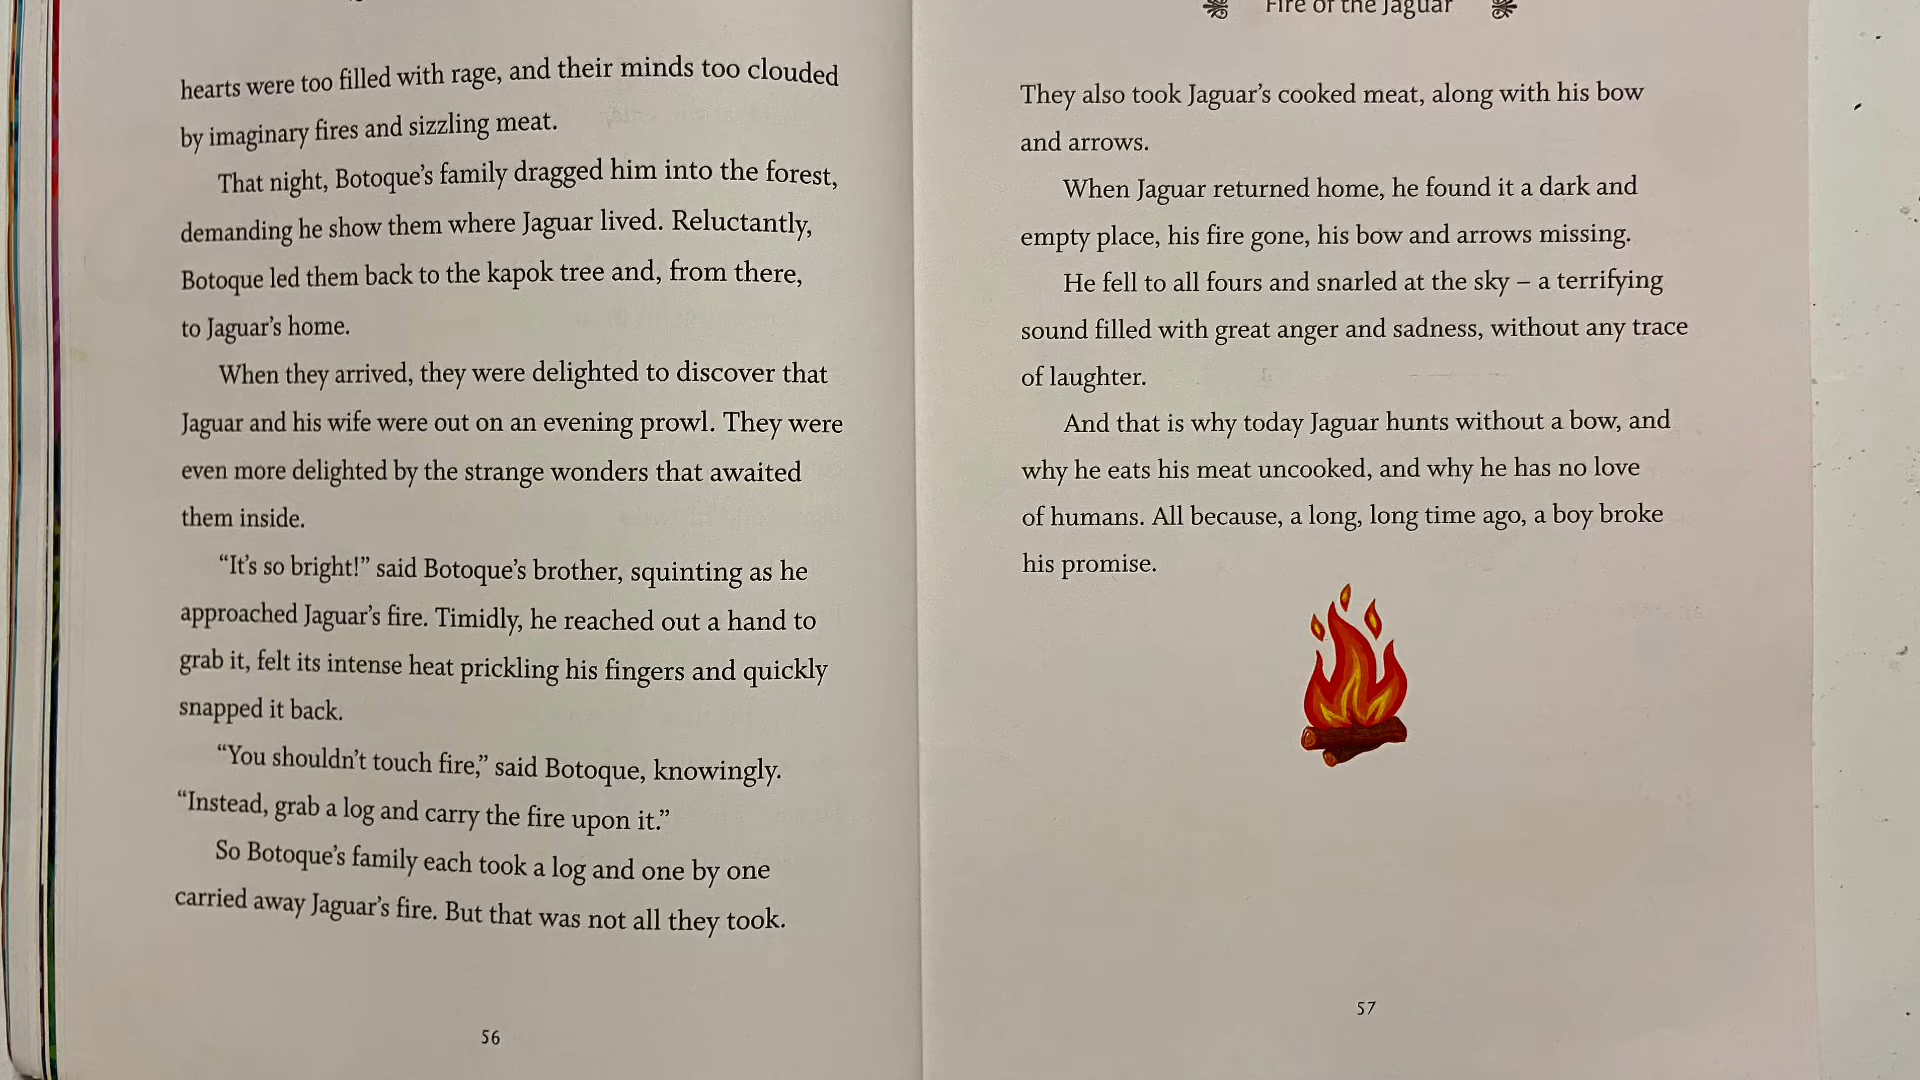 hearts were too filled with rage, and their minds too clouded
by imaginary fires and sizzling meat.
That night, Botoque’s family dragged him into the forest,
demanding he show them where Jaguar lived. Reluctantly,
Botoque led them back to the kapok tree and, from there,
to Jaguar’s home.
When they arrived, they were delighted to discover that
Jaguar and his wife were out on an evening prowl. They were
even more delighted by the strange wonders that awaited
them inside.
“It’s so bright!” said Botoque’s brother, squinting as he
approached Jaguar’s fire. Timidly, he reached out a hand to
grab it, felt its intense heat prickling his fingers and quickly
snapped it back.
“You shouldn’t touch fire,” said Botoque, knowingly.
“Instead, grab a log and carry the fire upon it.”
So Botoque’s family each took a log and one by one
carried away Jaguar’s fire. But that was not all they took.
56
Fire of the Jaguar
They also took Jaguar’s cooked meat, along with his bow
and arrows.
When Jaguar returned home, he found it a dark and
empty place, his fire gone, his bow and arrows missing.
He fell to all fours and snarled at the sky – a terrifying
sound filled with great anger and sadness, without any trace
of laughter.
And that is why today Jaguar hunts without a bow, and
why he eats his meat uncooked, and why he has no love
of humans. All because, a long, long time ago, a boy broke
his promise.
57